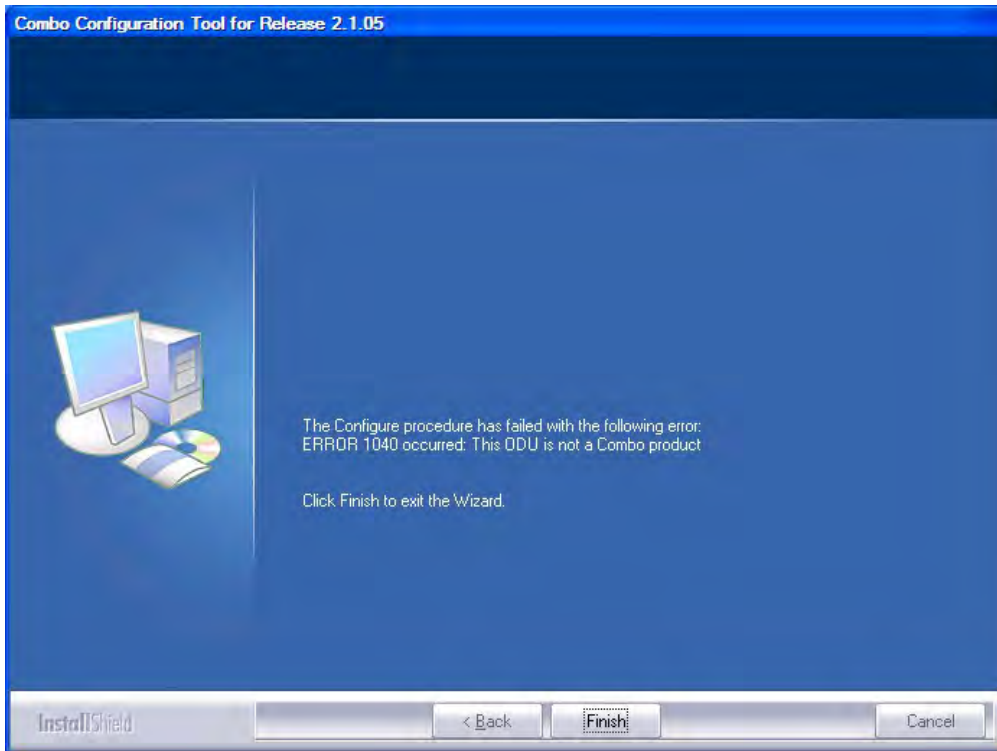 Combo Configuration Tool for Release 2.1.05
The Configure procedure has failed with the following error:
ERROR 1040 occurred: This ODU is not a Combo product
Click Finish to exit the Wizard.
InstallShield
< Back
Finish
Cancel